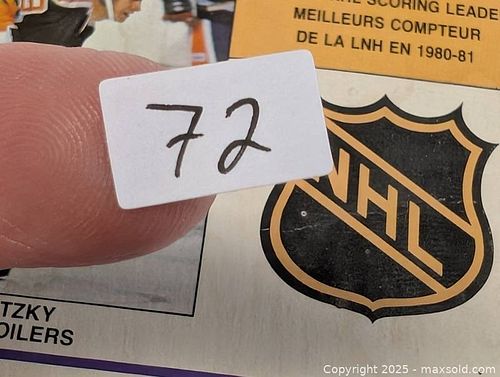 SCORING LEADE
MEILLEURS COMPTEUR
DE LA LNH EN 1980-81
72
NHL
TZKY
OILERS
Copyright 2025 - maxsold.com